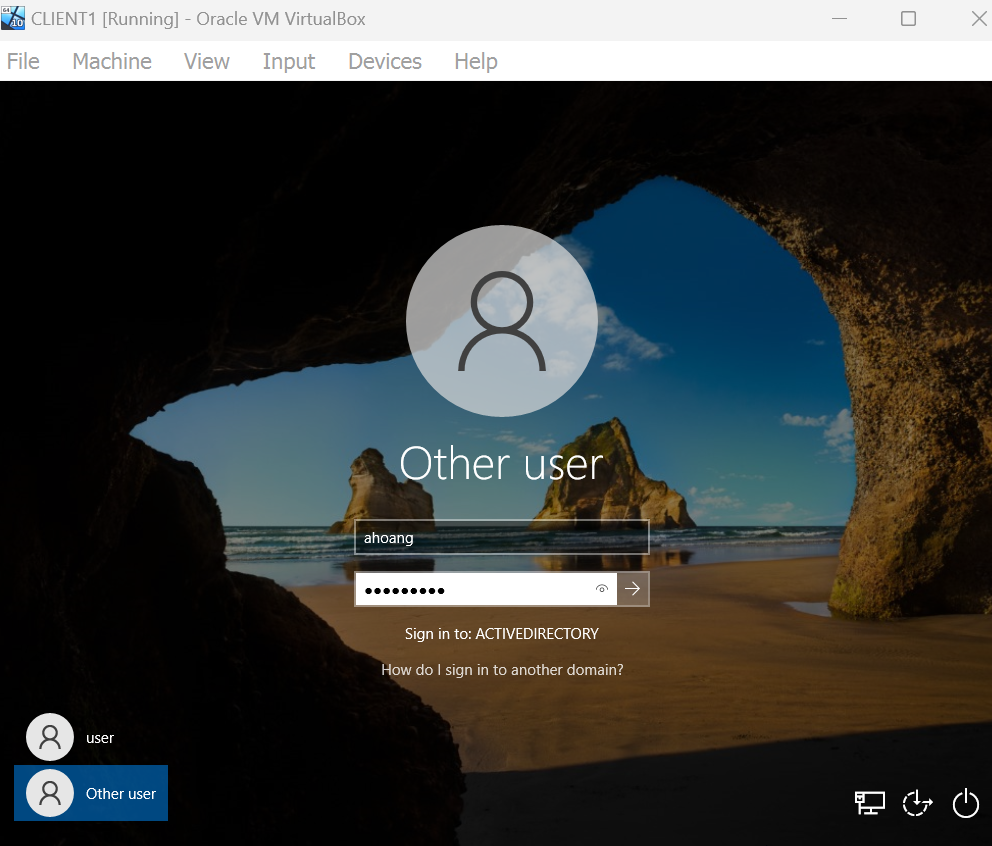 CLIENT1 [Running] - Oracle VM VirtualBox
File Machine View Input Devices Help
Other user
ahoang
•••••••••
Sign in to: ACTIVEDIRECTORY
How do I sign in to another domain?
user
Other user